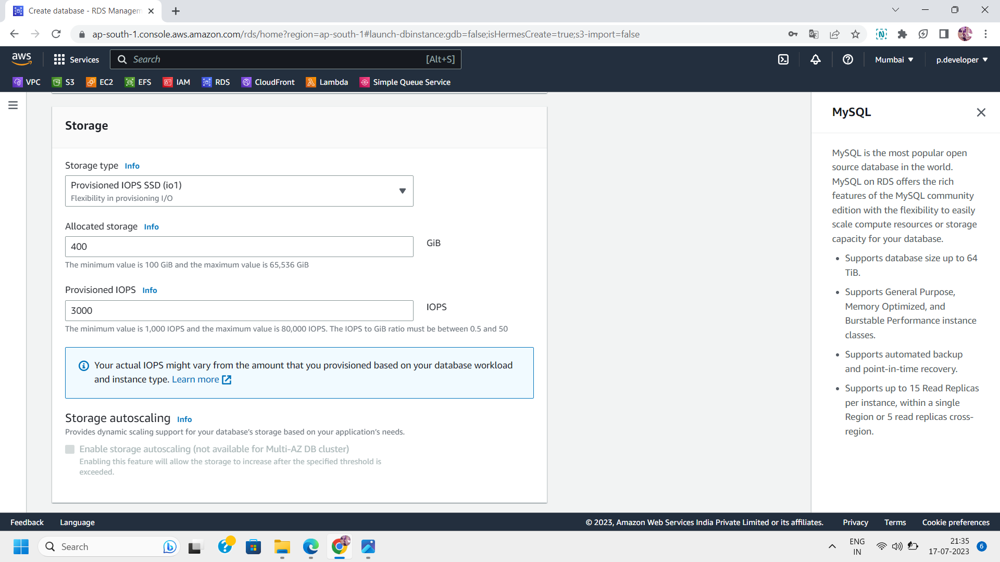 Create database - RDS Managem
ap-south-1.console.aws.amazon.com/rds/home?region=ap-south-1#launch-dbinstance:gdb=false;isHermesCreate=true;s3-import=false
aws
Services
Search
[Alt+S]
Mumbai
p.developer
VPC
S3
EC2
EFS
IAM
RDS
CloudFront
Lambda
Simple Queue Service
Storage
Storage type Info
Provisioned IOPS SSD (io1)
Flexibility in provisioning I/O
Allocated storage Info
400
GiB
The minimum value is 100 GiB and the maximum value is 65,536 GiB
Provisioned IOPS Info
3000
IOPS
The minimum value is 1,000 IOPS and the maximum value is 80,000 IOPS. The IOPS to GiB ratio must be between 0.5 and 50
Your actual IOPS might vary from the amount that you provisioned based on your database workload
and instance type. Learn more
Storage autoscaling Info
Provides dynamic scaling support for your database's storage based on your application's needs.
Enable storage autoscaling (not available for Multi-AZ DB cluster)
Enabling this feature will allow the storage to increase after the specified threshold is
exceeded.
MySQL
MySQL is the most popular open
source database in the world.
MySQL on RDS offers the rich
features of the MySQL community
edition with the flexibility to easily
scale compute resources or storage
capacity for your database.
• Supports database size up to 64
TiB.
• Supports General Purpose,
Memory Optimized, and
Burstable Performance instance
classes.
• Supports automated backup
and point-in-time recovery.
• Supports up to 15 Read Replicas
per instance, within a single
Region or 5 read replicas cross-
region.
Feedback
Language
© 2023, Amazon Web Services India Private Limited or its affiliates.
Privacy
Terms
Cookie preferences
Search
ENG
IN
21:35
17-07-2023
6